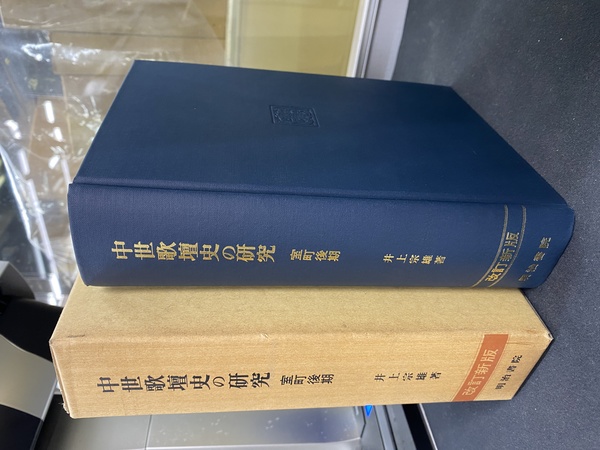 中世歌壇史の研究 室町後期 井上宗雄著
改訂新版
明治書院
中世歌壇史の研究 室町後期 井上宗雄著
改訂新版
明治書院